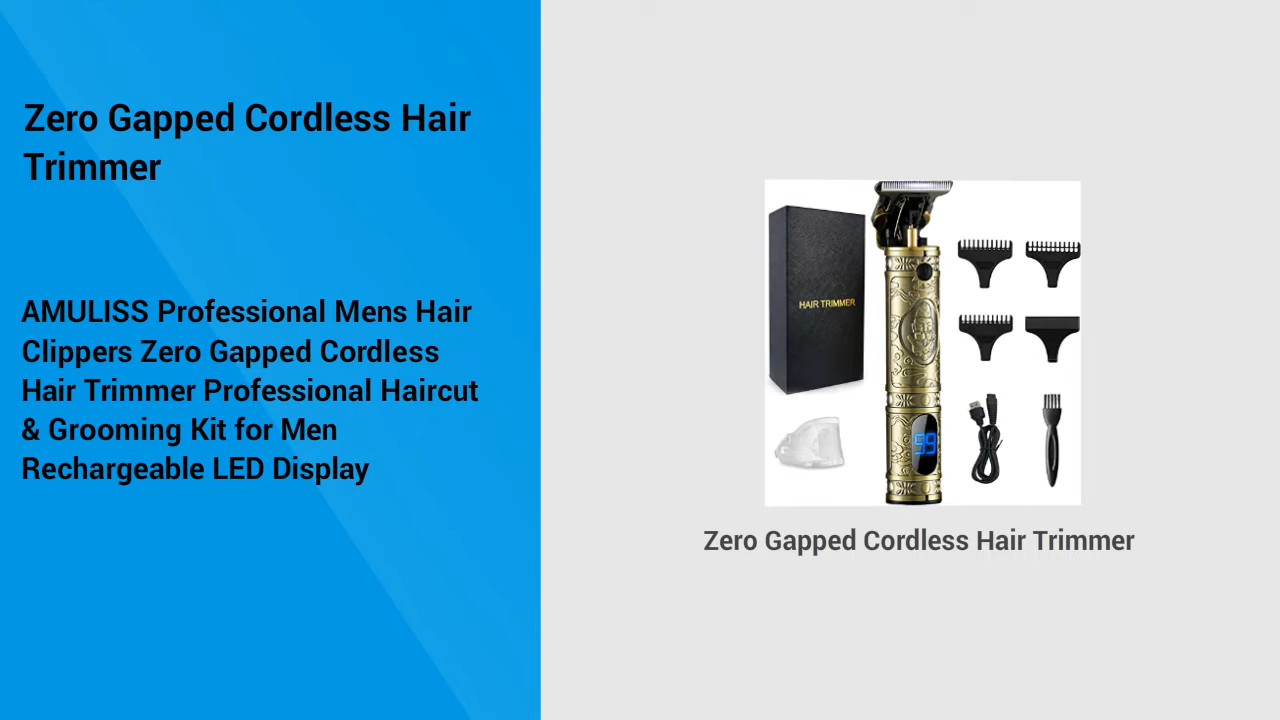 Zero Gapped Cordless Hair
Trimmer
AMULISS Professional Mens Hair
Clippers Zero Gapped Cordless
Hair Trimmer Professional Haircut
& Grooming Kit for Men
Rechargeable LED Display
HAIR TRIMMER
99
Zero Gapped Cordless Hair Trimmer